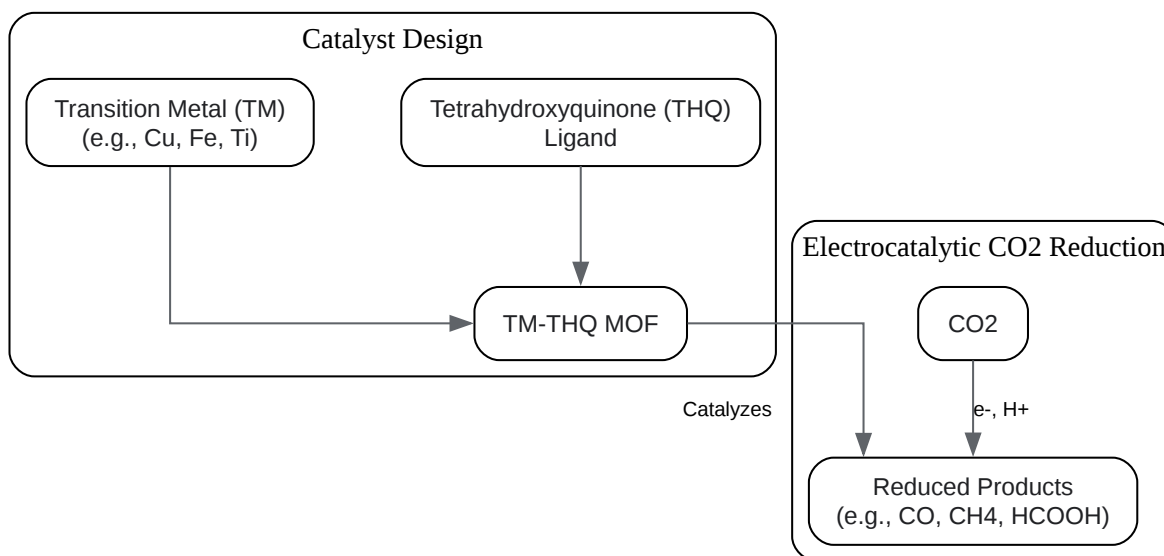 Catalyst Design
Transition Metal (TM)
(e.g., Cu, Fe, Ti)
Tetrahydroxyquinone (THQ)
Ligand
TM-THQ MOF
Catalyzes
Electrocatalytic CO2 Reduction
CO2
e-, H+
Reduced Products
(e.g., CO, CH4, HCOOH)